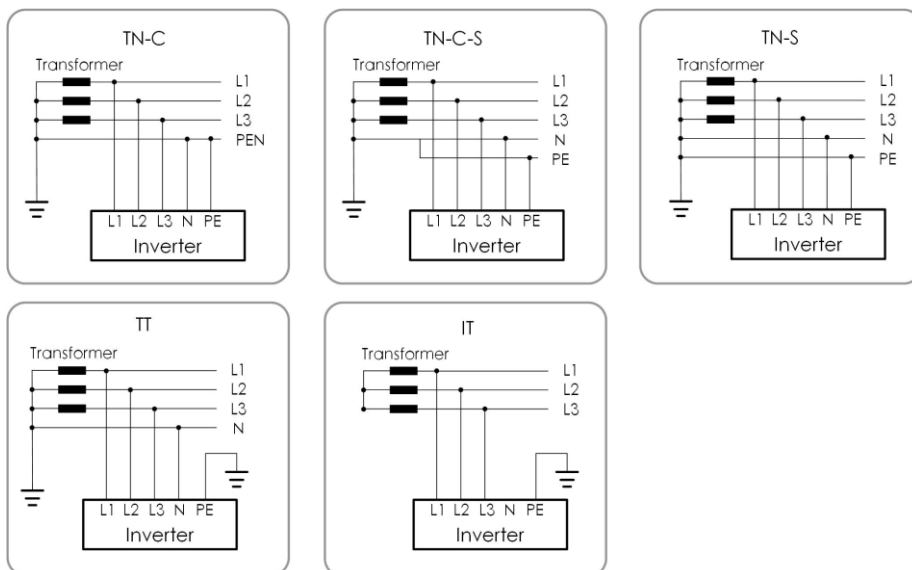 TN-C
Transformer
L1
L2
L3
PEN
L1 L2 L3 N PE
Inverter
TN-C-S
Transformer
L1
L2
L3
N
PE
L1 L2 L3 N PE
Inverter
TN-S
Transformer
L1
L2
L3
N
PE
L1 L2 L3 N PE
Inverter
TT
Transformer
L1
L2
L3
N
L1 L2 L3 N PE
Inverter
IT
Transformer
L1
L2
L3
L1 L2 L3 N PE
Inverter